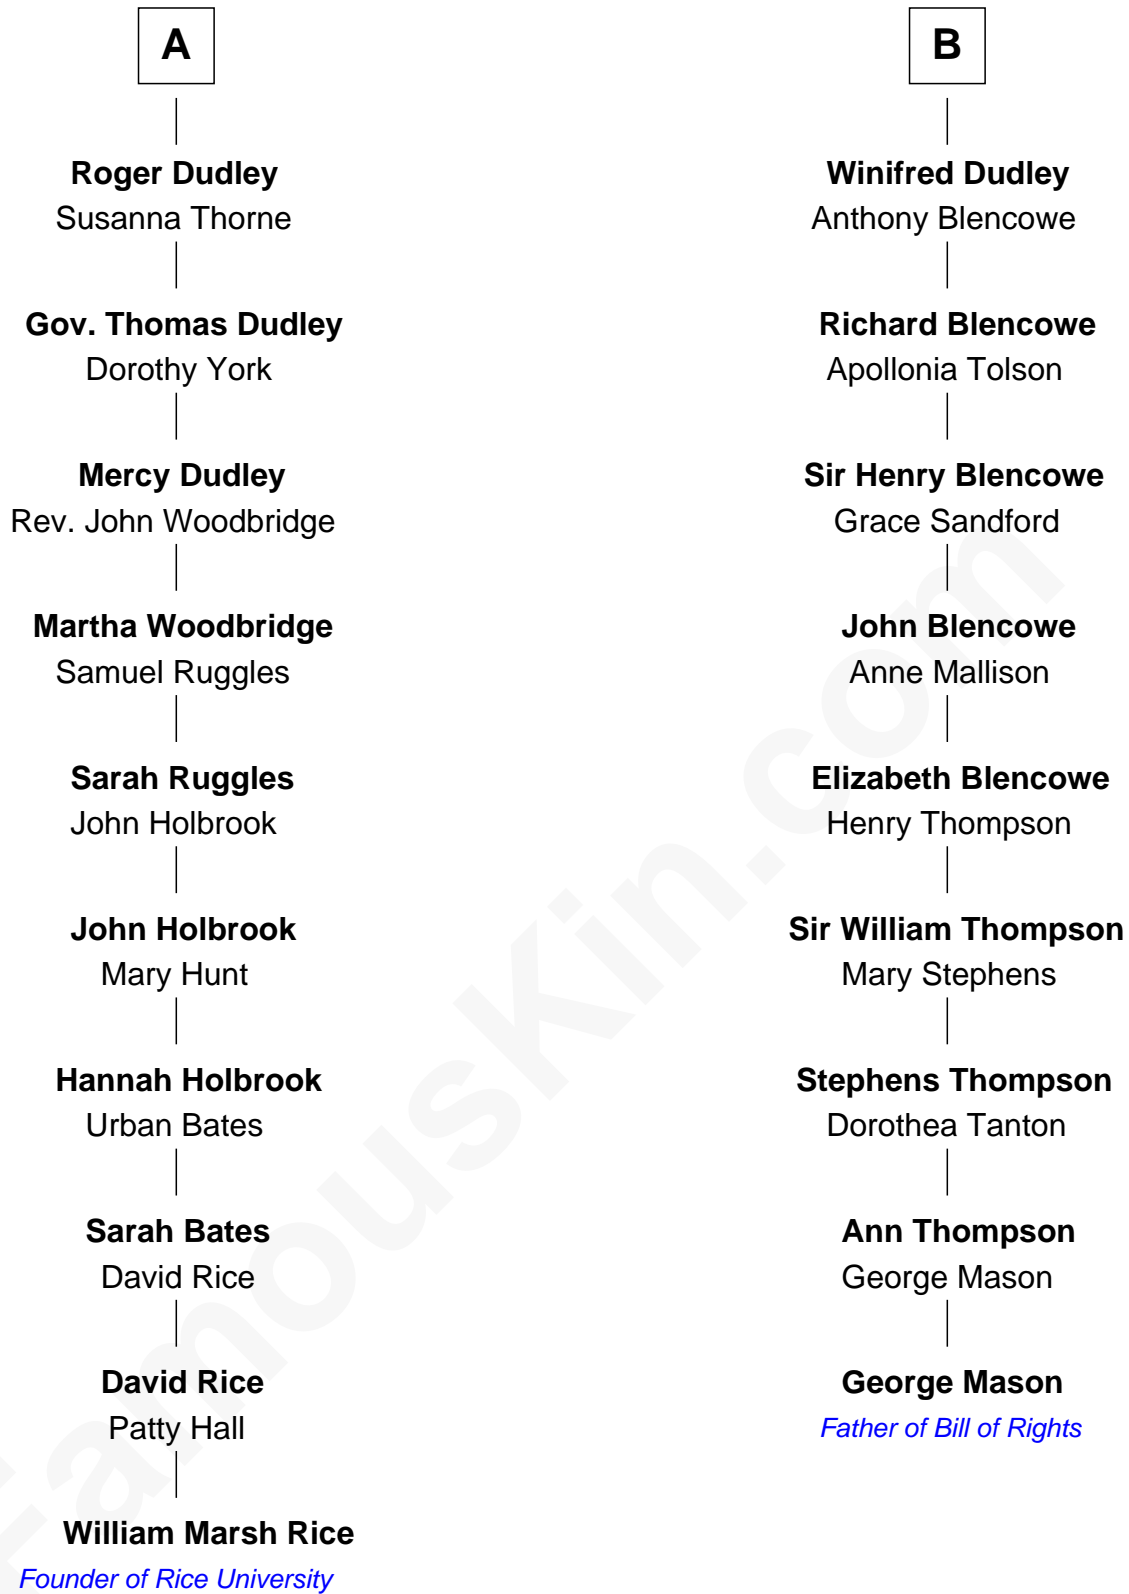 A
Roger Dudley
Susanna Thorne
Gov. Thomas Dudley
Dorothy York
Mercy Dudley
Rev. John Woodbridge
Martha Woodbridge
Samuel Ruggles
Sarah Ruggles
John Holbrook
John Holbrook
Mary Hunt
Hannah Holbrook
Urban Bates
Sarah Bates
David Rice
David Rice
Patty Hall
William Marsh Rice
Founder of Rice University
B
Winifred Dudley
Anthony Blencowe
Richard Blencowe
Apollonia Tolson
Sir Henry Blencowe
Grace Sandford
John Blencowe
Anne Mallison
Elizabeth Blencowe
Henry Thompson
Sir William Thompson
Mary Stephens
Stephens Thompson
Dorothea Tanton
Ann Thompson
George Mason
George Mason
Father of Bill of Rights
FamousKin.com